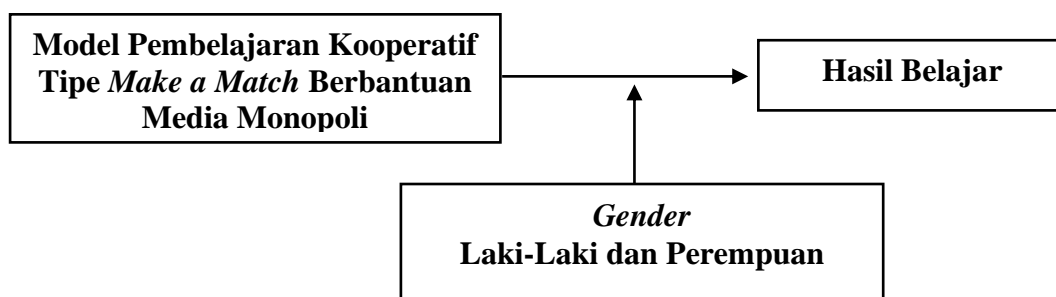 Model Pembelajaran Kooperatif
Tipe Make a Match Berbantuan
Media Monopoli
Hasil Belajar
Gender
Laki-Laki dan Perempuan